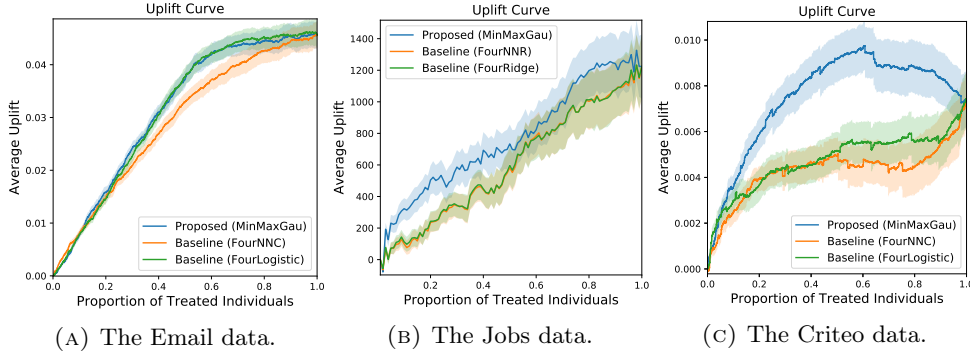 Uplift Curve
0.04
0.03
0.02
0.01
0.00
Average Uplift
0.0 0.2 0.4 0.6 0.8 1.0
Proportion of Treated Individuals
Proposed (MinMaxGau)
Baseline (FourNNC)
Baseline (FourLogistic)
(A) The Email data.
Uplift Curve
1400
1200
1000
800
600
400
200
0
Average Uplift
0.2 0.4 0.6 0.8 1.0
Proportion of Treated Individuals
Proposed (MinMaxGau)
Baseline (FourNNR)
Baseline (FourRidge)
(B) The Jobs data.
Uplift Curve
0.010
0.008
0.006
0.004
0.002
0.000
Average Uplift
0.0 0.2 0.4 0.6 0.8 1.0
Proportion of Treated Individuals
Proposed (MinMaxGau)
Baseline (FourNNC)
Baseline (FourLogistic)
(C) The Criteo data.